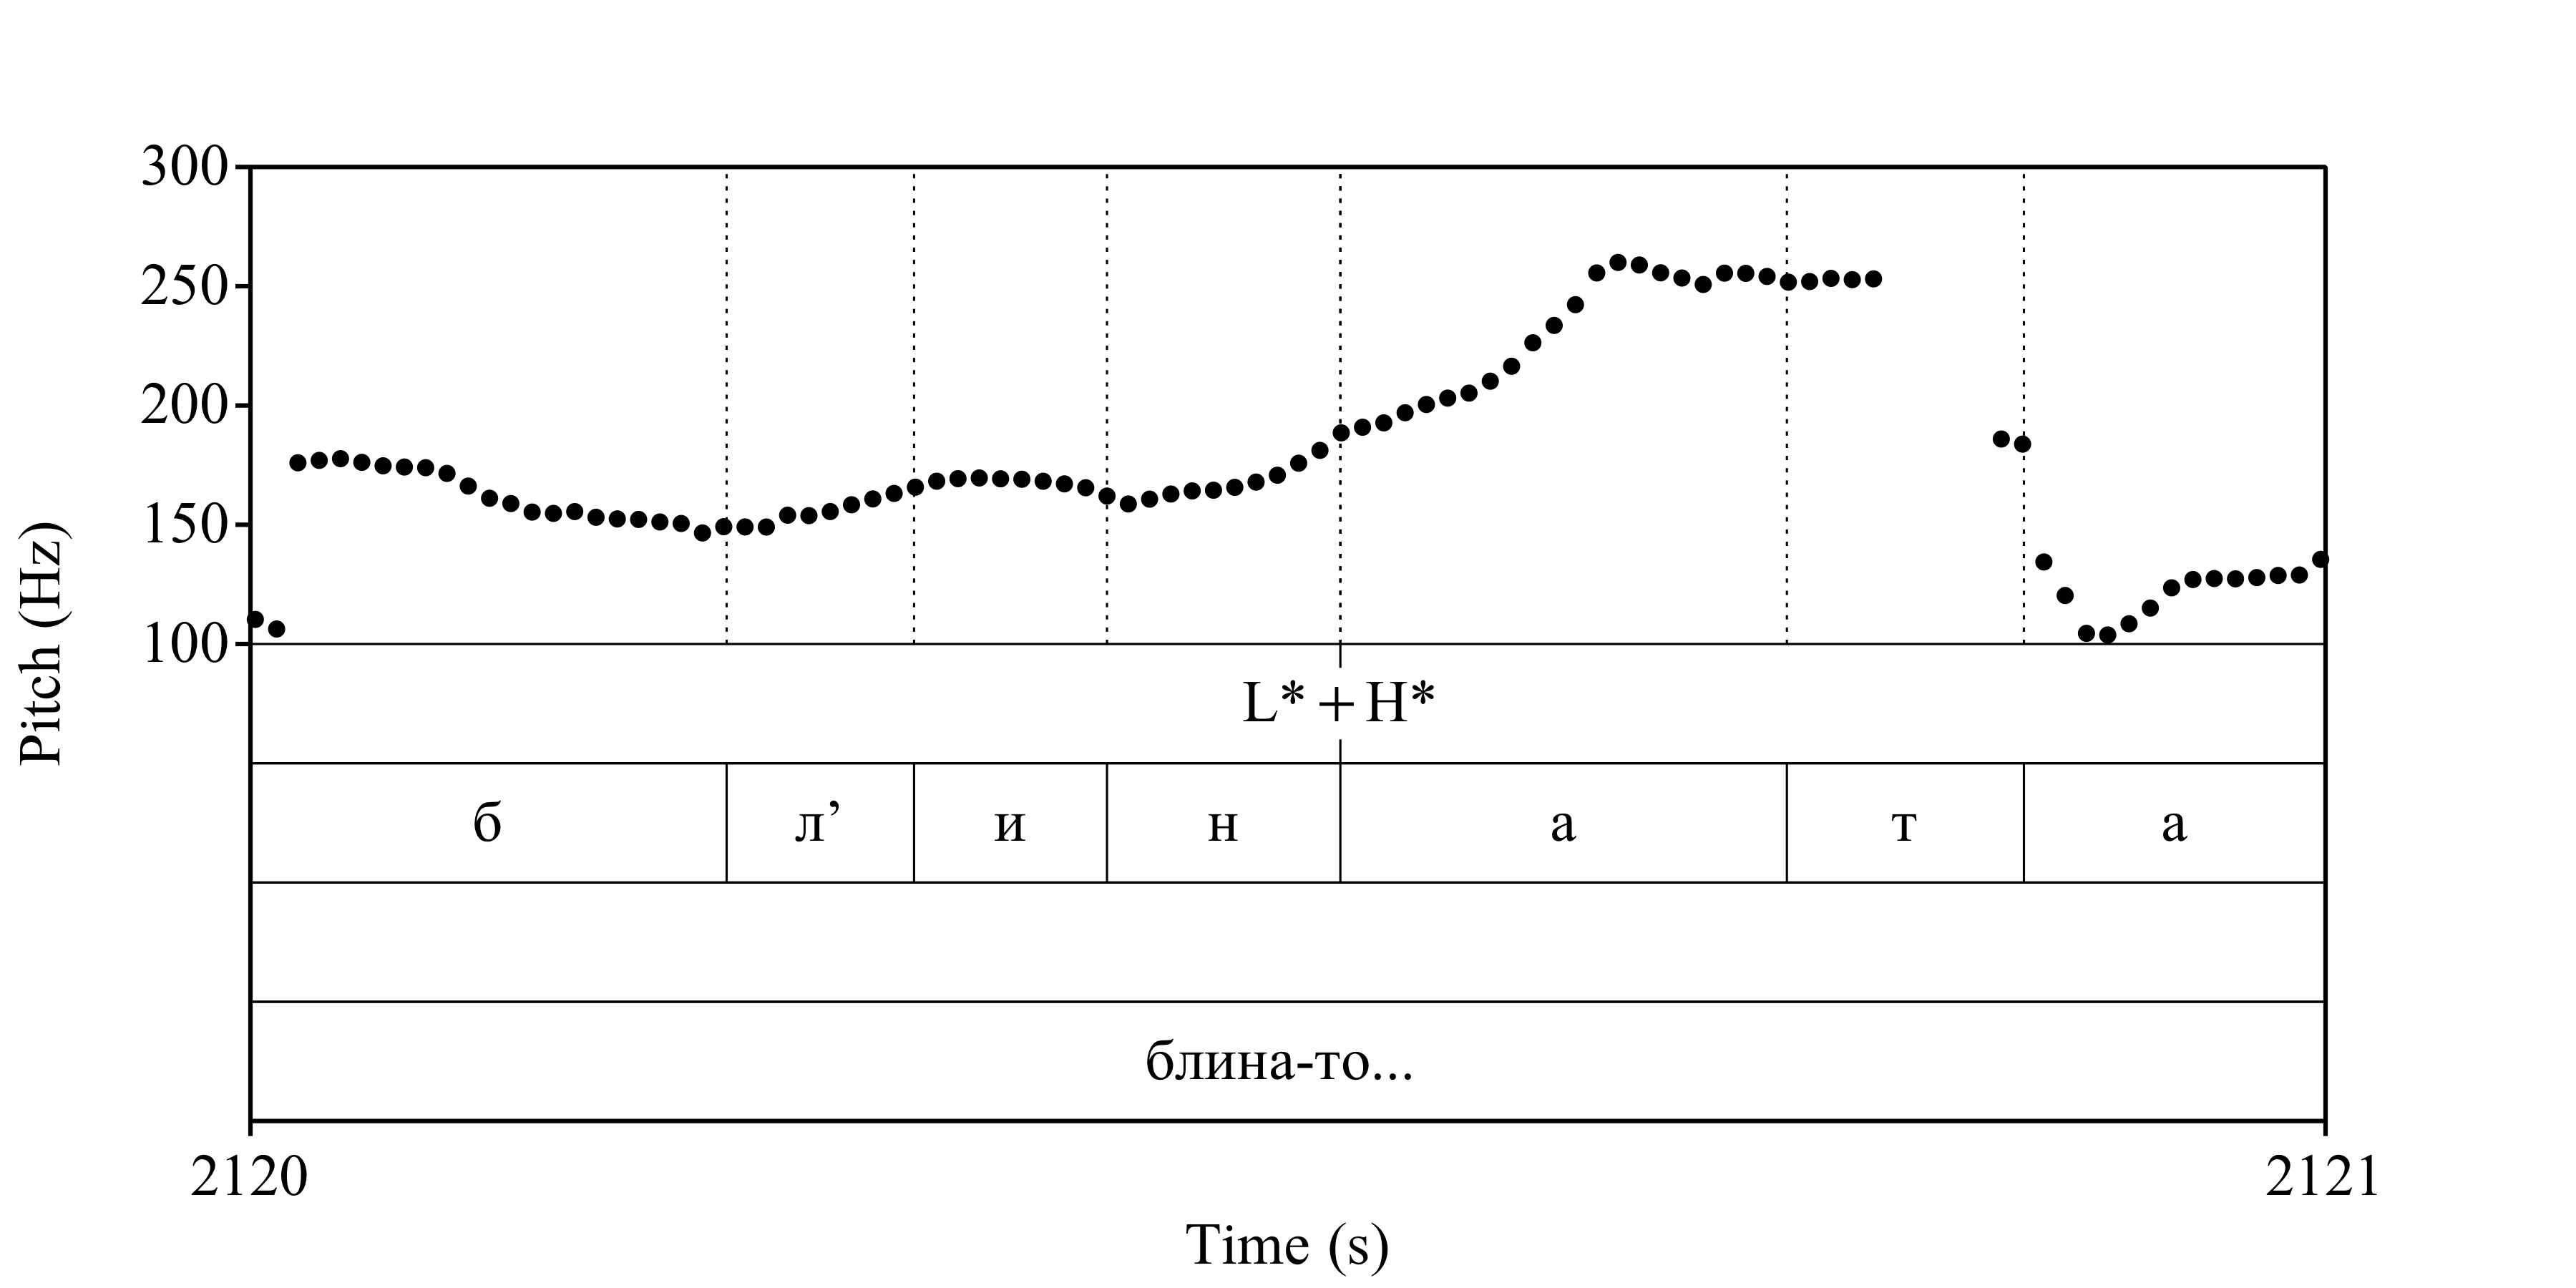 300
250
200
150
100
Pitch (Hz)
L*+H*
б л’ и н а т а
блина-то...
2120 2121
Time (s)